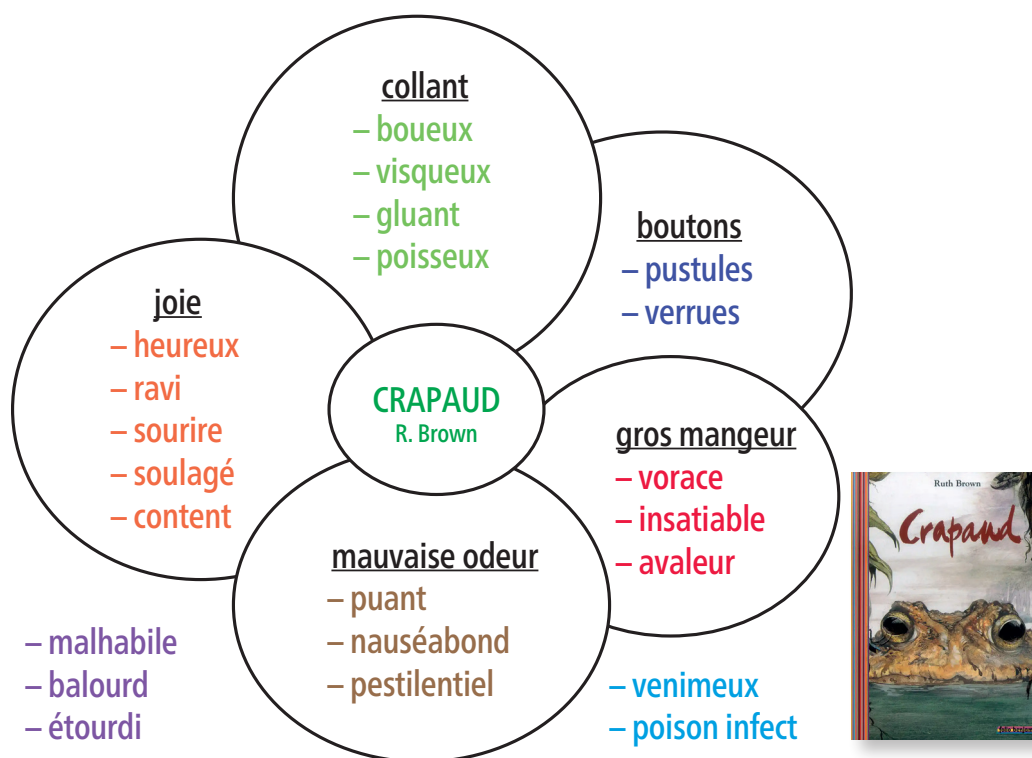 collant
– boueux
– visqueux
– gluant
– poisseux
boutons
– pustules
– verrues
joie
– heureux
– ravi
– sourire
– soulagé
– content
CRAPAUD
R. Brown
gros mangeur
– vorace
– insatiable
– avaleur
mauvaise odeur
– puant
– nauséabond
– pestilentiel
– malhabile
– balourd
– étourdi
– venimeux
– poison infect
Ruth Brown
Crapaud